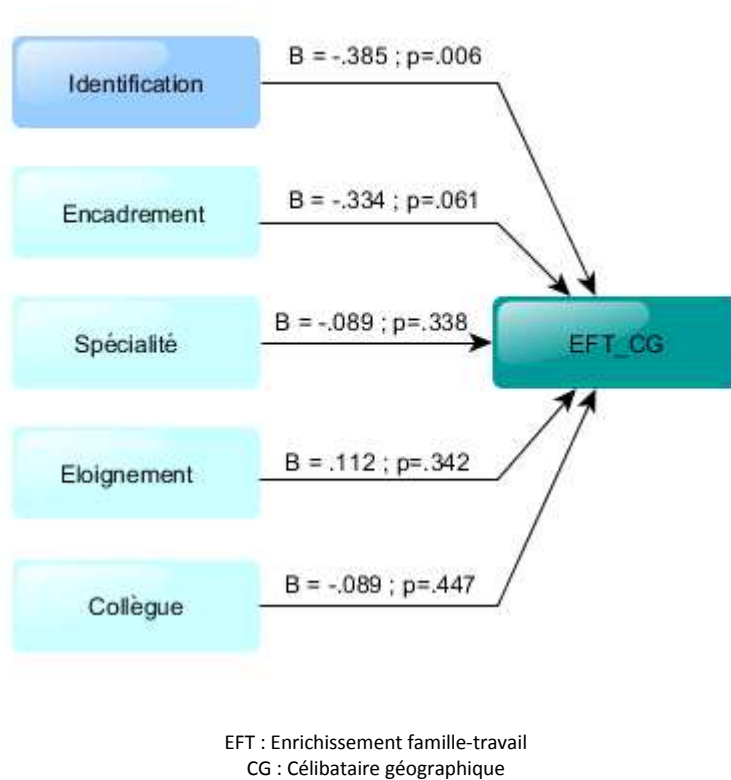 B = -.385 ; p=.006
Identification
B = -.334 ; p=.061
Encadrement
B = -.089 ; p=.338
Spécialité
EFT_CG
B = .112 ; p=.342
Eloignement
B = -.089 ; p=.447
Collègue
EFT : Enrichissement famille-travail
CG : Célibataire géographique